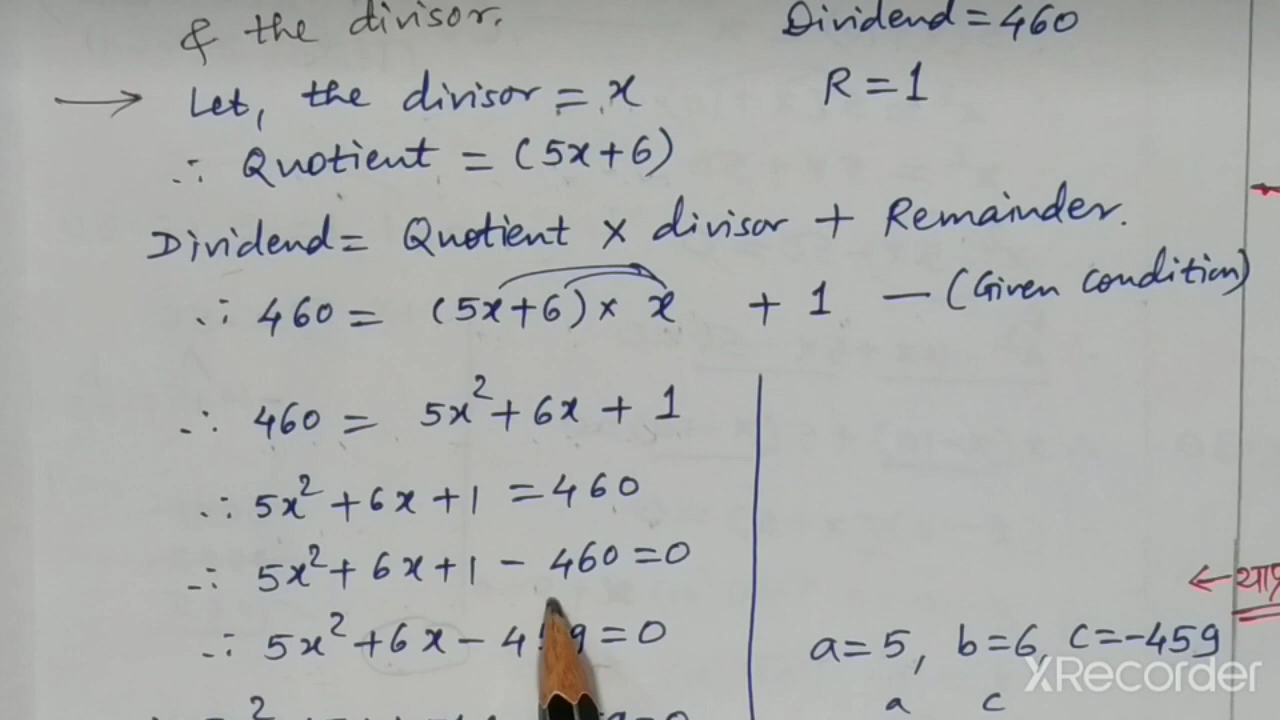 & the divisor.
Dividend = 460
→ Let, the divisor = x
R = 1
∴ Quotient = (5x+6)
Dividend = Quotient × divisor + Remainder.
∴ 460 = (5x+6) × x + 1 — (Given condition)
∴ 460 = 5x² + 6x + 1
∴ 5x² + 6x + 1 = 460
∴ 5x² + 6x + 1 - 460 = 0
∴ 5x² + 6x - 459 = 0
a = 5, b = 6, c = -459
XRecorder
a c